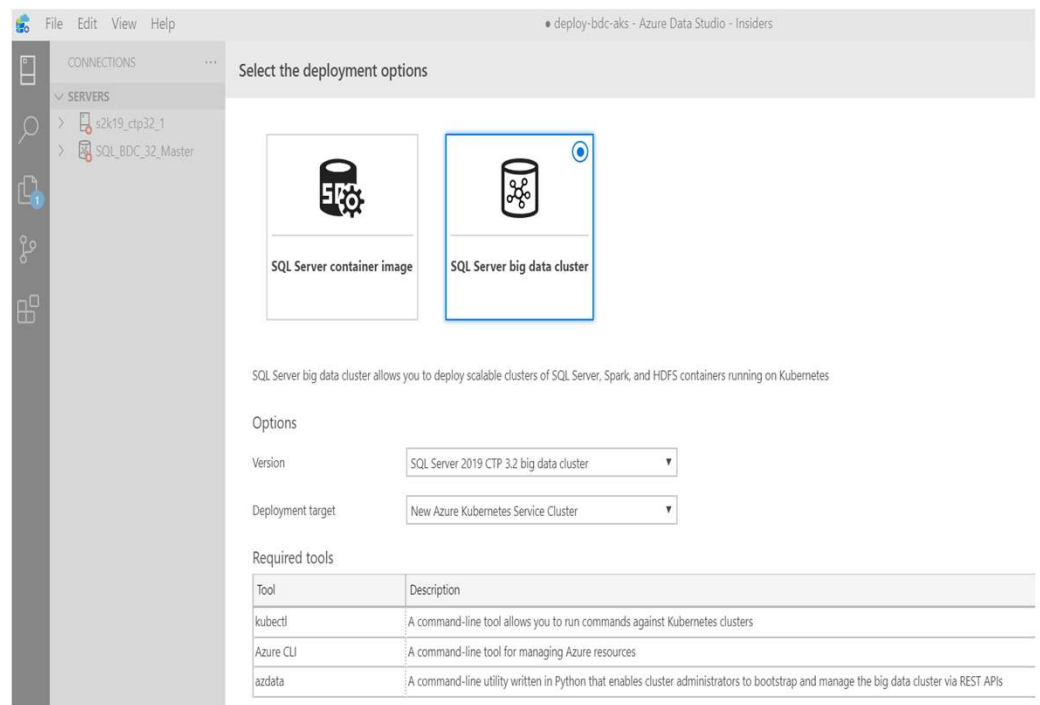 File Edit View Help
● deploy-bdc-aks - Azure Data Studio - Insiders
CONNECTIONS ...
SERVERS
s2k19_ctp32_1
SQL_BDC_32_Master
1
Select the deployment options
SQL Server container image
SQL Server big data cluster
SQL Server big data cluster allows you to deploy scalable clusters of SQL Server, Spark, and HDFS containers running on Kubernetes
Options
Version SQL Server 2019 CTP 3.2 big data cluster
Deployment target New Azure Kubernetes Service Cluster
Required tools
Tool Description
kubectl A command-line tool allows you to run commands against Kubernetes clusters
Azure CLI A command-line tool for managing Azure resources
azdata A command-line utility written in Python that enables cluster administrators to bootstrap and manage the big data cluster via REST APIs